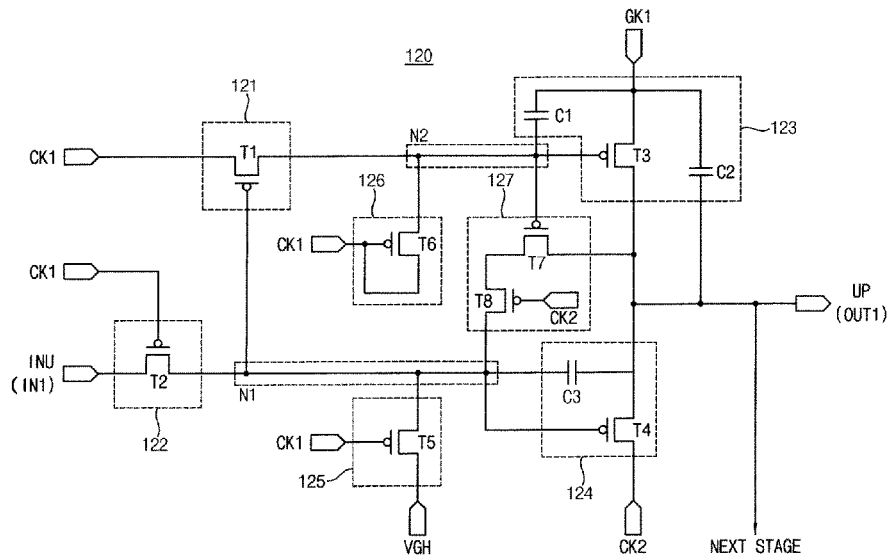 GK1
120
121
C1
123
CK1
T1
N2
T3
C2
126
127
CK1
T6
T7
CK1
T8
CK2
UP
(OUT1)
INU
(IN1)
T2
N1
C3
122
CK1
T5
T4
125
124
VGH
CK2
NEXT STAGE